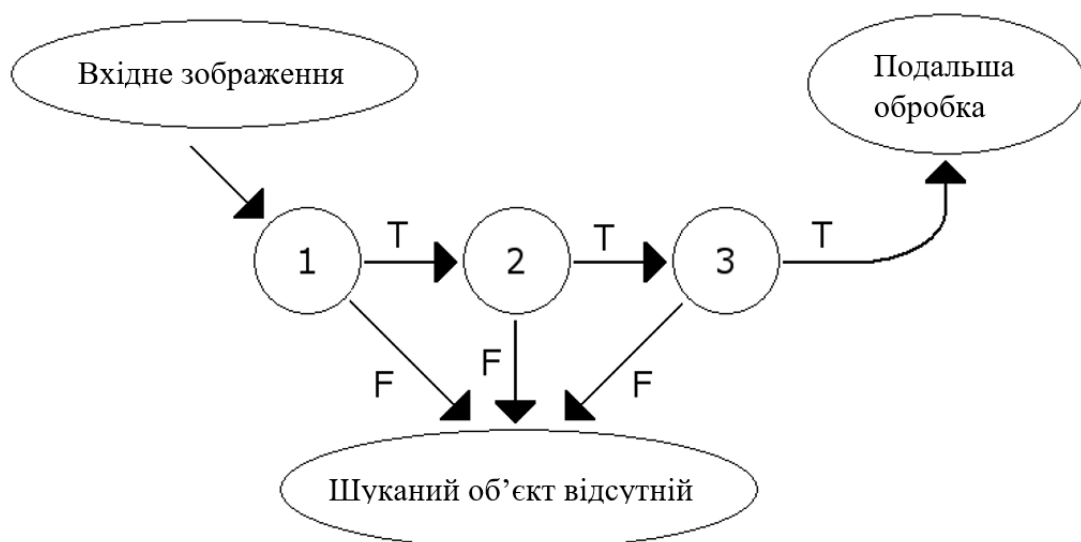 Вхідне зображення
Подальша
обробка
1
T
2
T
3
T
F
F
F
Шуканий об’єкт відсутній